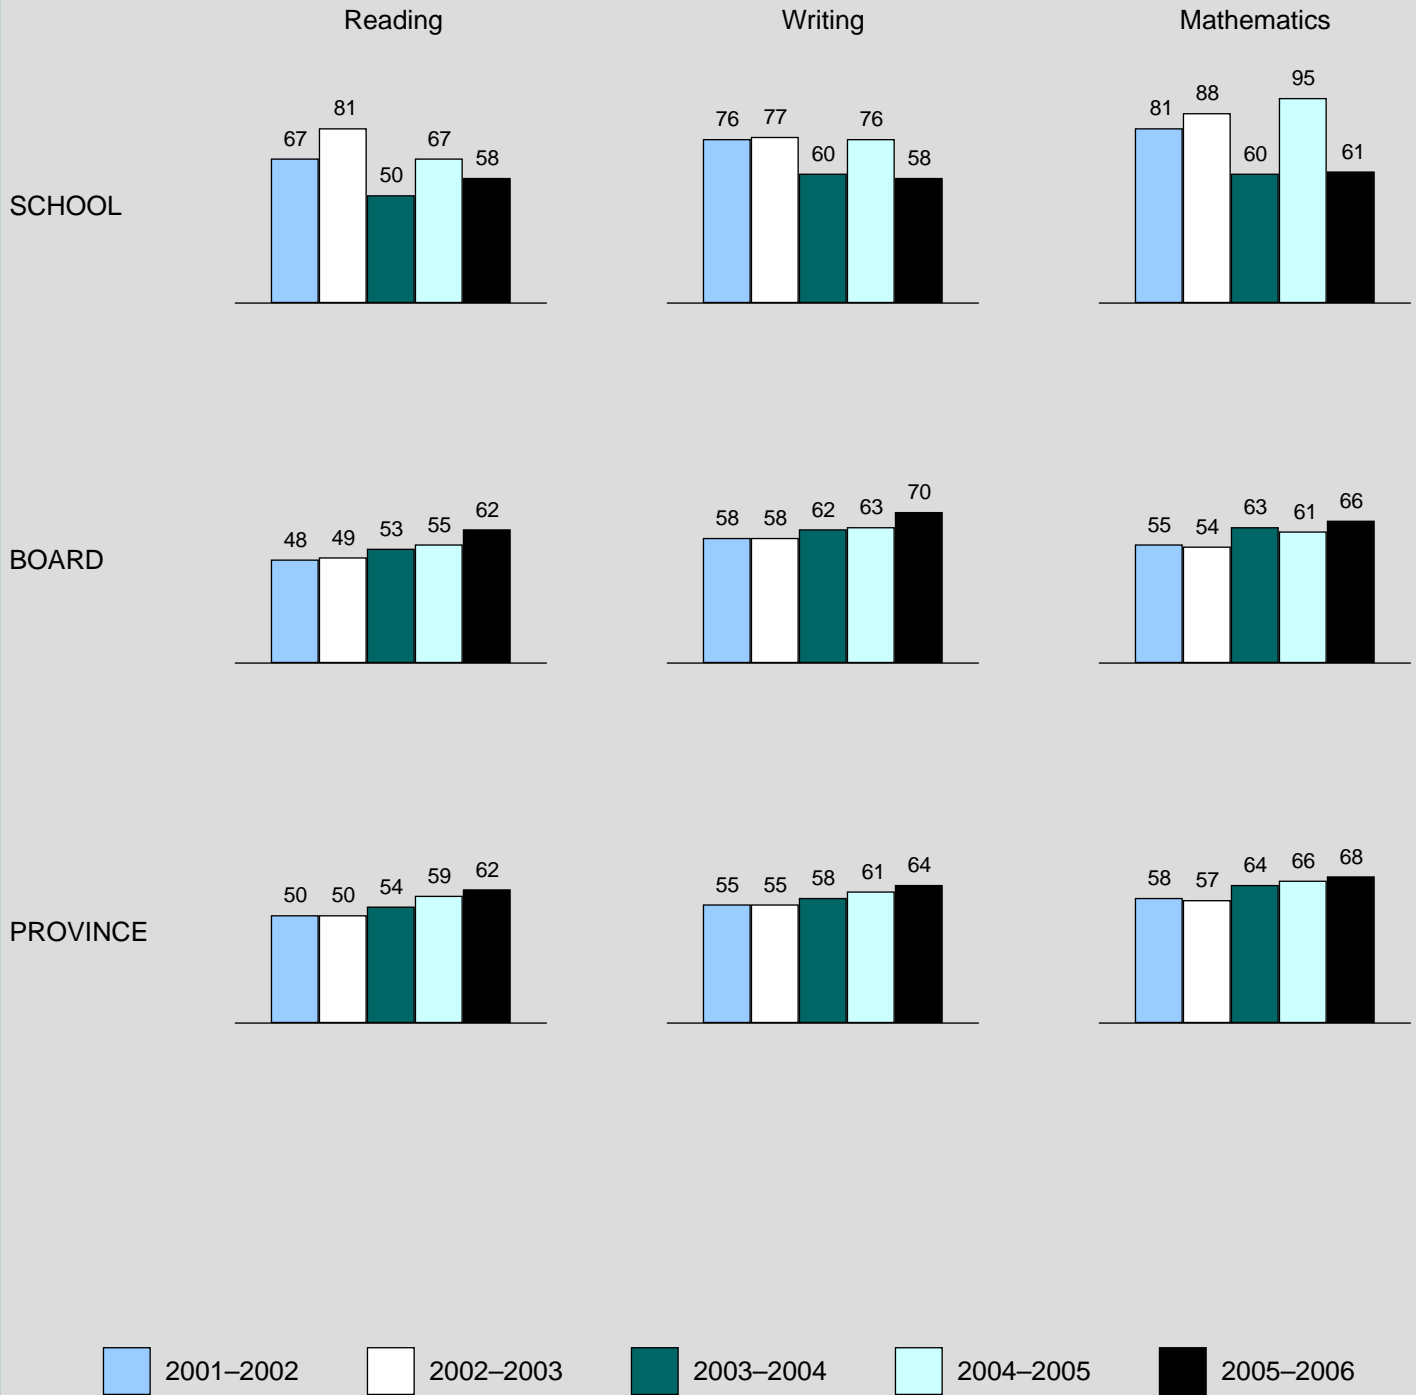 Reading Writing Mathematics
SCHOOL
67 81 50 67 58
76 77 60 76 58
81 88 60 95 61
BOARD
48 49 53 55 62
58 58 62 63 70
55 54 63 61 66
PROVINCE
50 50 54 59 62
55 55 58 61 64
58 57 64 66 68
2001–2002 2002–2003 2003–2004 2004–2005 2005–2006